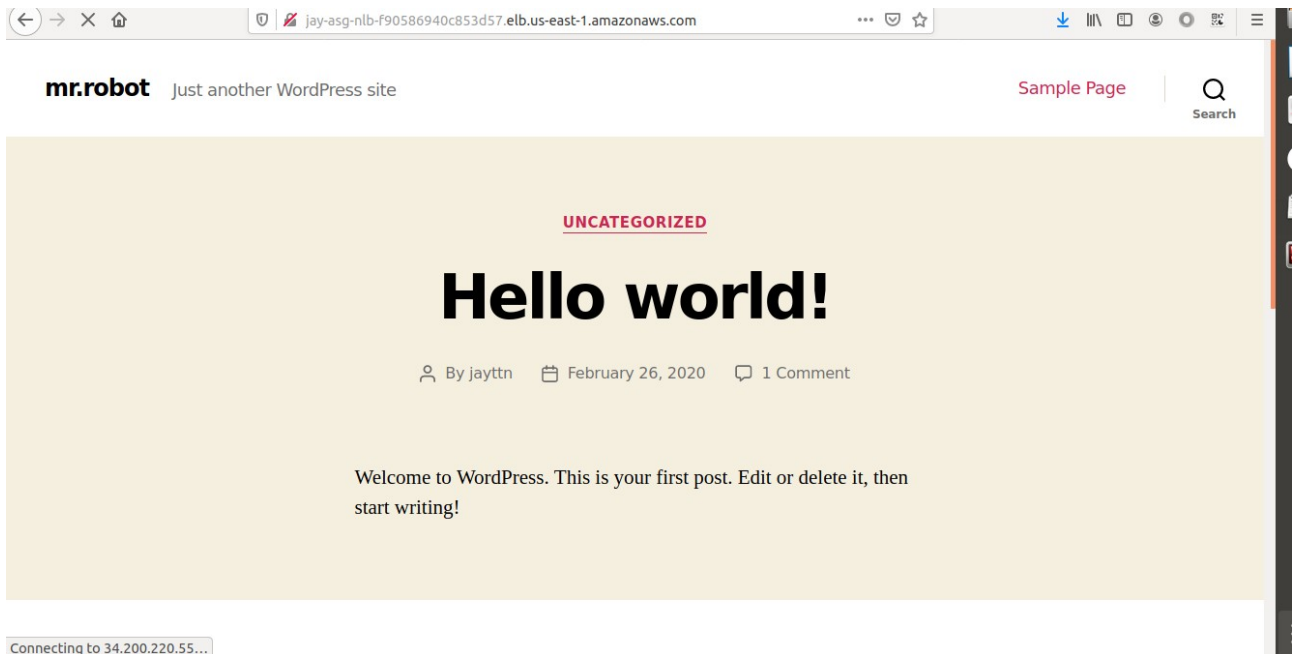 jay-asg-nlb-f90586940c853d57.elb.us-east-1.amazonaws.com
mr.robot Just another WordPress site Sample Page
Search
UNCATEGORIZED
Hello world!
By jayttn February 26, 2020 1 Comment
Welcome to WordPress. This is your first post. Edit or delete it, then
start writing!
Connecting to 34.200.220.55...